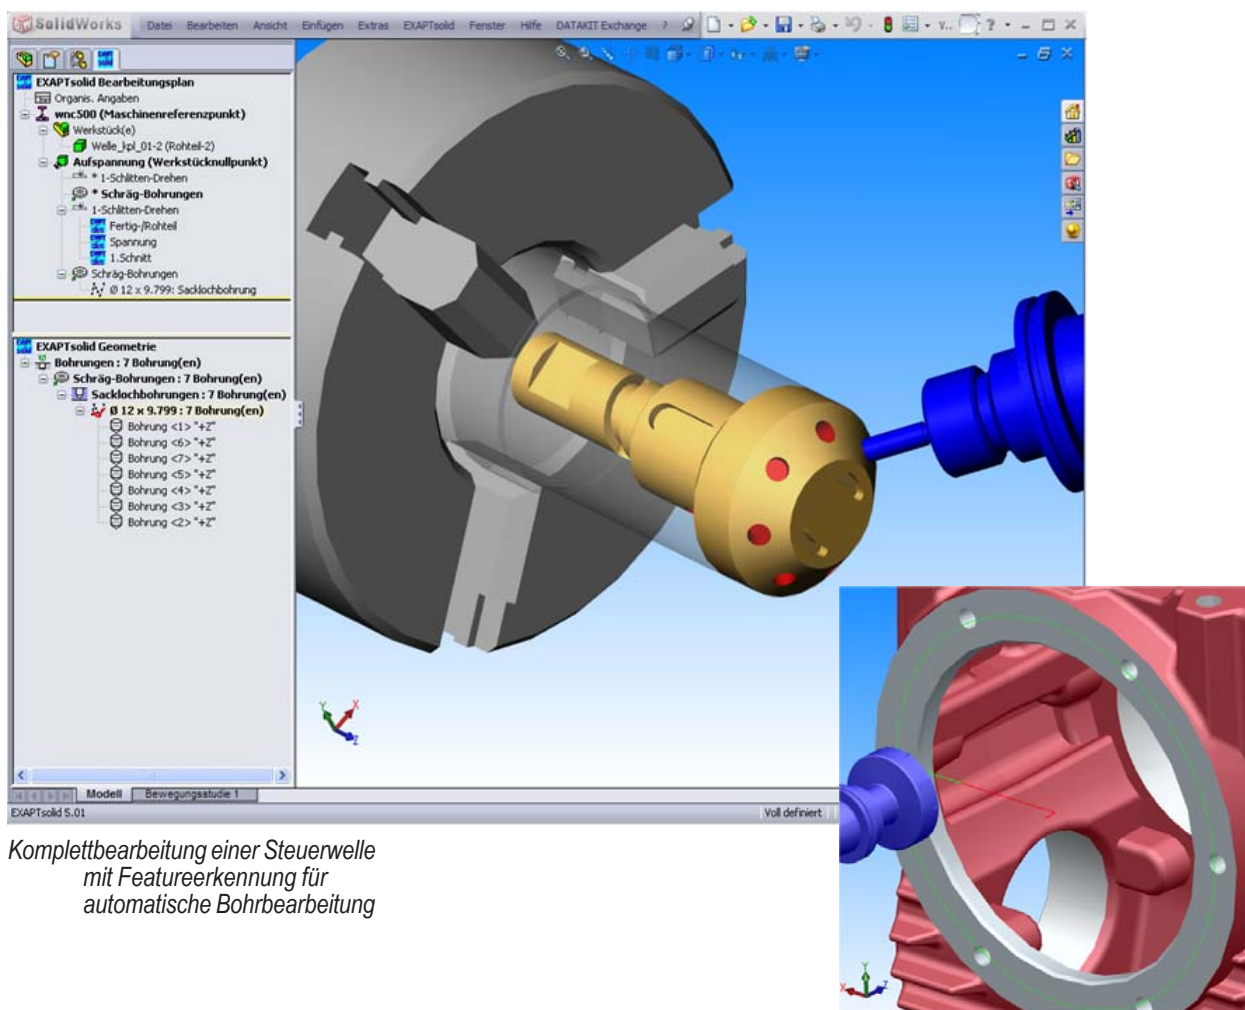 SolidWorks Datei Bearbeiten Ansicht Einfügen Extras EXAPTsolid Fenster Hilfe DATAKIT Exchange ? v... ?
EXAPTsolid Bearbeitungsplan
Organis. Angaben
wnc500 (Maschinenreferenzpunkt)
Werkstück(e)
Welle_kpl_01-2 (Rohteil-2)
Aufspannung (Werkstücknullpunkt)
* 1-Schlitten-Drehen
* Schräg-Bohrungen
1-Schlitten-Drehen
Fertig-/Rohteil
Spannung
1.Schnitt
Schräg-Bohrungen
Ø 12 x 9.799: Sacklochbohrung
EXAPTsolid Geometrie
Bohrungen : 7 Bohrung(en)
Schräg-Bohrungen : 7 Bohrung(en)
Sacklochbohrungen : 7 Bohrung(en)
Ø 12 x 9.799 : 7 Bohrung(en)
Bohrung <1> "+Z"
Bohrung <6> "+Z"
Bohrung <7> "+Z"
Bohrung <5> "+Z"
Bohrung <4> "+Z"
Bohrung <3> "+Z"
Bohrung <2> "+Z"
Y X
Z
Modell Bewegungsstudie 1
EXAPTsolid 5.01 Voll definiert
Komplettbearbeitung einer Steuerwelle
mit Featureerkennung für
automatische Bohrbearbeitung
Y
X Z